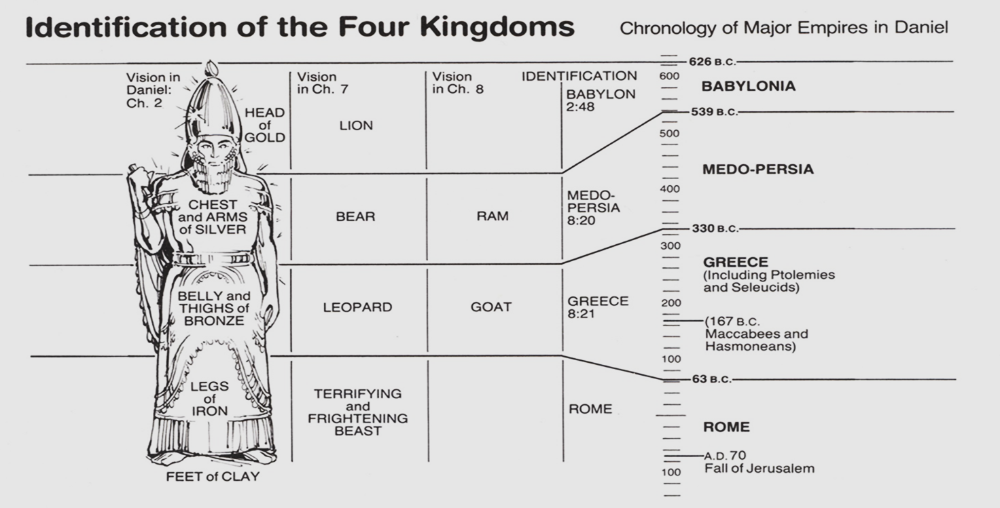 Identification of the Four Kingdoms
Chronology of Major Empires in Daniel
Vision in
Daniel:
Ch. 2
HEAD
of
GOLD
CHEST
and ARMS
of SILVER
BELLY and
THIGHS of
BRONZE
LEGS
of
IRON
FEET of CLAY
Vision
in Ch. 7
LION
BEAR
LEOPARD
TERRIFYING
and
FRIGHTENING
BEAST
Vision
in Ch. 8
RAM
GOAT
IDENTIFICATION
BABYLON
2:48
MEDO-
PERSIA
8:20
GREECE
8:21
ROME
626 B.C.
600
BABYLONIA
539 B.C.
500
MEDO-PERSIA
400
330 B.C.
300
GREECE
(Including Ptolemies
and Seleucids)
200
(167 B.C.
Maccabees and
Hasmoneans)
100
63 B.C.
ROME
A.D. 70
Fall of Jerusalem
100